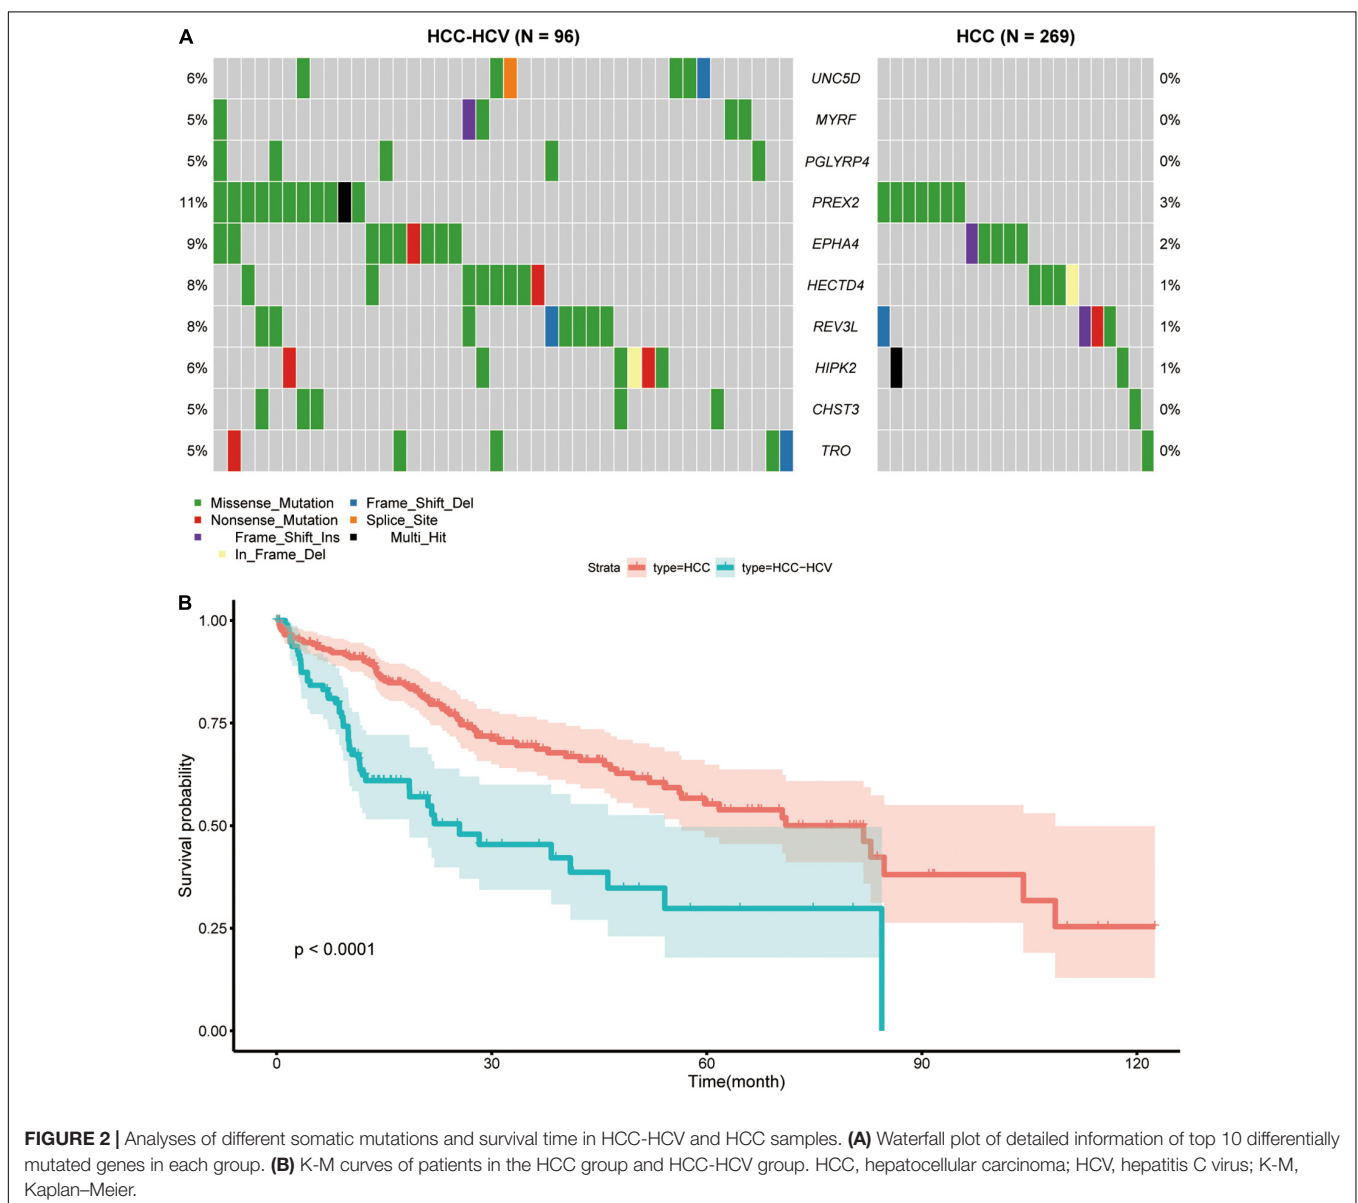 A
HCC-HCV (N = 96)
HCC (N = 269)
6% UNC5D 0%
5% MYRF 0%
5% PGLYRP4 0%
11% PREX2 3%
9% EPHA4 2%
8% HECTD4 1%
8% REV3L 1%
6% HIPK2 1%
5% CHST3 0%
5% TRO 0%
Missense_Mutation Frame_Shift_Del
Nonsense_Mutation Splice_Site
Frame_Shift_Ins Multi_Hit
In_Frame_Del
Strata type=HCC type=HCC-HCV
B
1.00
0.75
0.50
0.25
0.00
Survival probability
p < 0.0001
0 30 60 90 120
Time(month)
FIGURE 2 | Analyses of different somatic mutations and survival time in HCC-HCV and HCC samples. (A) Waterfall plot of detailed information of top 10 differentially
mutated genes in each group. (B) K-M curves of patients in the HCC group and HCC-HCV group. HCC, hepatocellular carcinoma; HCV, hepatitis C virus; K-M,
Kaplan–Meier.